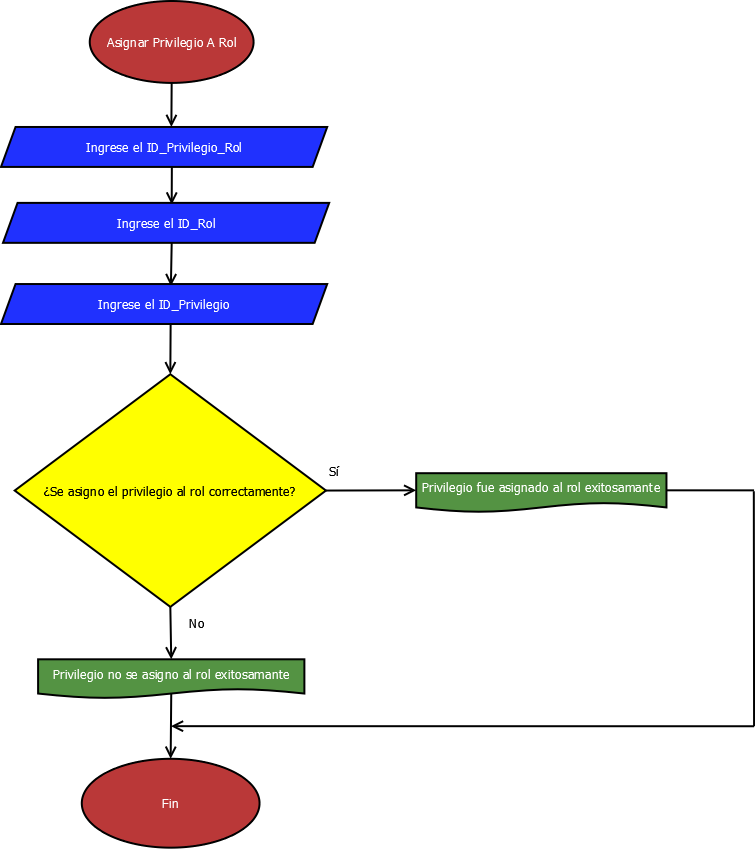 Asignar Privilegio A Rol
Ingrese el ID_Privilegio_Rol
Ingrese el ID_Rol
Ingrese el ID_Privilegio
¿Se asigno el privilegio al rol correctamente?
Sí
Privilegio fue asignado al rol exitosamante
No
Privilegio no se asigno al rol exitosamante
Fin